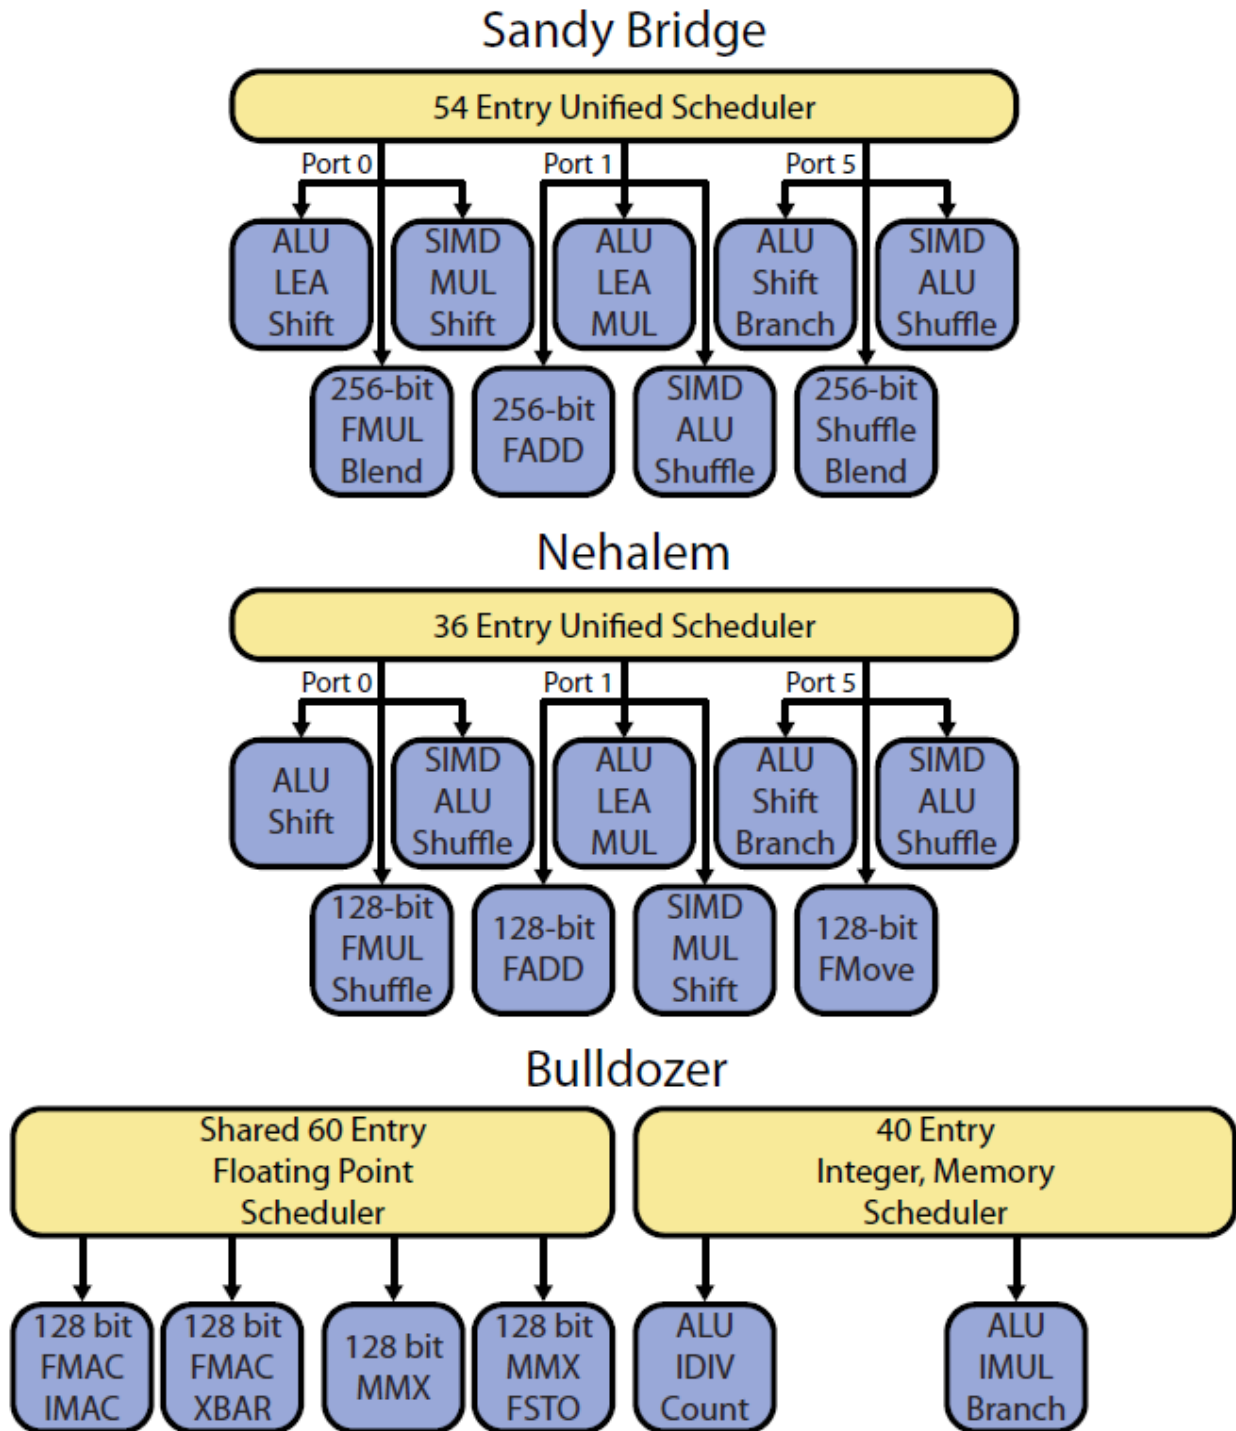 Sandy Bridge
54 Entry Unified Scheduler
Port 0
Port 1
Port 5
ALU
LEA
Shift
SIMD
MUL
Shift
ALU
LEA
MUL
ALU
Shift
Branch
SIMD
ALU
Shuffle
256-bit
FMUL
Blend
256-bit
FADD
SIMD
ALU
Shuffle
256-bit
Shuffle
Blend
Nehalem
36 Entry Unified Scheduler
Port 0
Port 1
Port 5
ALU
Shift
SIMD
ALU
Shuffle
ALU
LEA
MUL
ALU
Shift
Branch
SIMD
ALU
Shuffle
128-bit
FMUL
Shuffle
128-bit
FADD
SIMD
MUL
Shift
128-bit
FMove
Bulldozer
Shared 60 Entry
Floating Point
Scheduler
40 Entry
Integer, Memory
Scheduler
128 bit
FMAC
IMAC
128 bit
FMAC
XBAR
128 bit
MMX
128 bit
MMX
FSTO
ALU
IDIV
Count
ALU
IMUL
Branch